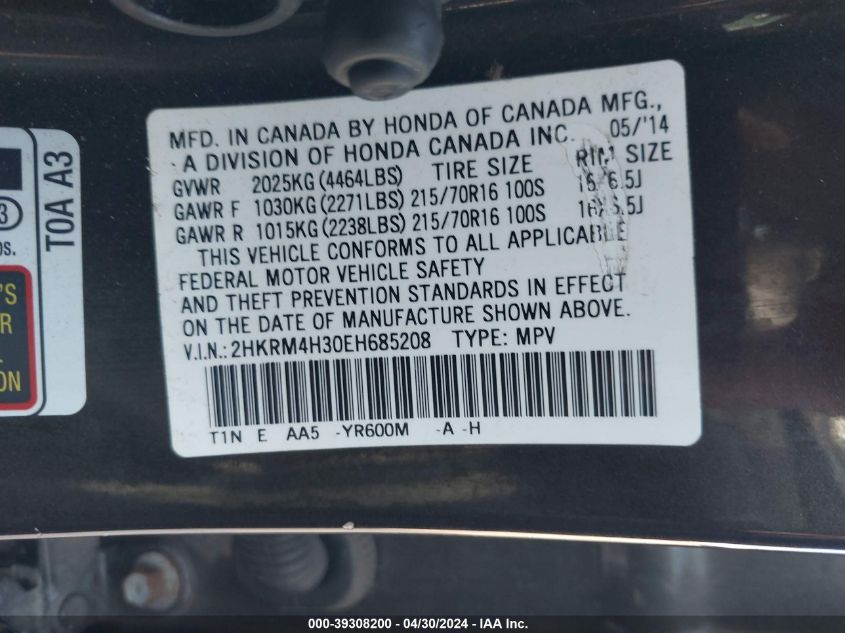 MFD. IN CANADA BY HONDA OF CANADA MFG.,
A DIVISION OF HONDA CANADA INC. 05/'14
TIRE SIZE RIM SIZE
GVWR 2025KG(4464LBS)
GAWR F 1030KG(2271LBS) 215/70R16 100S
GAWR R 1015KG(2238LBS) 215/70R16 100S
THIS VEHICLE CONFORMS TO ALL APPLICABLE
FEDERAL MOTOR VEHICLE SAFETY
AND THEFT PREVENTION STANDARDS IN EFFECT
ON THE DATE OF MANUFACTURE SHOWN ABOVE.
V.I.N.: 2HKRM4H30EH685208 TYPE: MPV
T1N E AA5 -YR600M -A -H
T0A A3
000-39308200 / 04/30/2024 - IAA Inc.